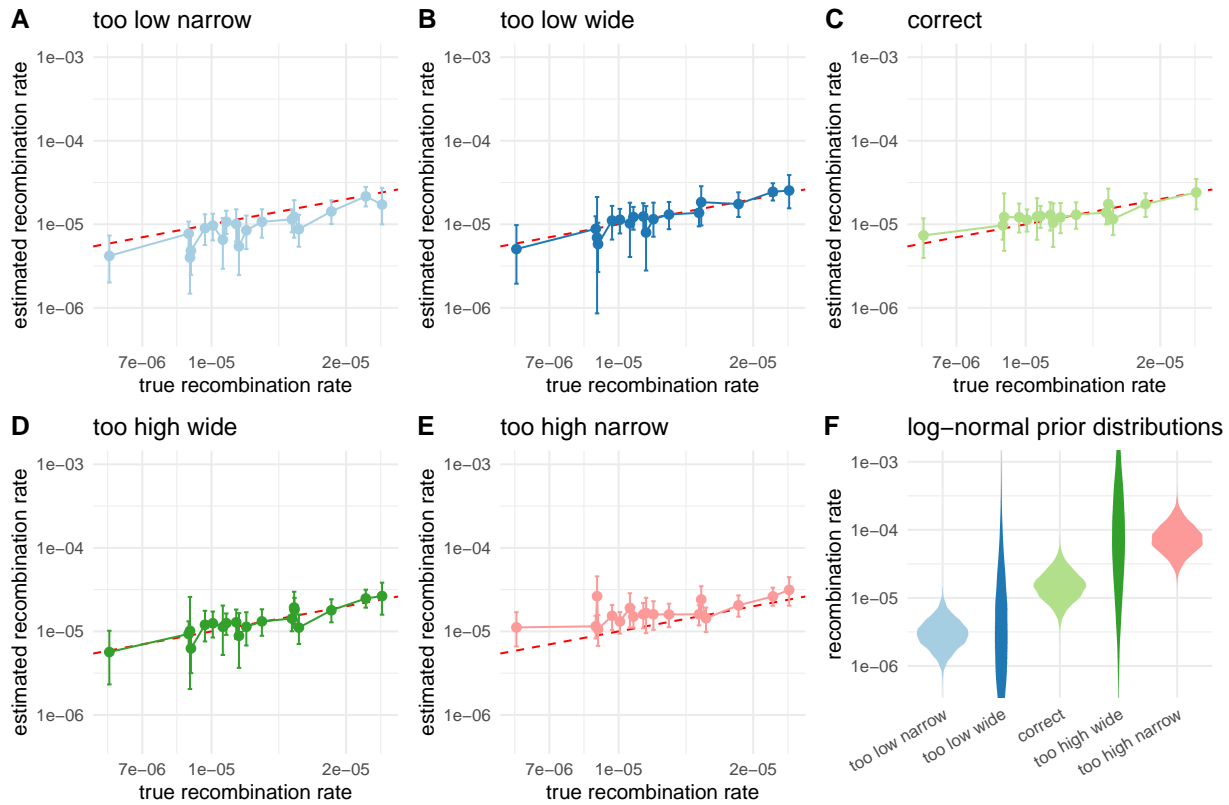 A too low narrow
estimated recombination rate
1e−03
1e−04
1e−05
1e−06
7e−06 1e−05 2e−05
true recombination rate
B too low wide
estimated recombination rate
1e−03
1e−04
1e−05
1e−06
7e−06 1e−05 2e−05
true recombination rate
C correct
estimated recombination rate
1e−03
1e−04
1e−05
1e−06
7e−06 1e−05 2e−05
true recombination rate
D too high wide
estimated recombination rate
1e−03
1e−04
1e−05
1e−06
7e−06 1e−05 2e−05
true recombination rate
E too high narrow
estimated recombination rate
1e−03
1e−04
1e−05
1e−06
7e−06 1e−05 2e−05
true recombination rate
F log−normal prior distributions
recombination rate
1e−03
1e−04
1e−05
1e−06
too low narrow
too low wide
correct
too high wide
too high narrow